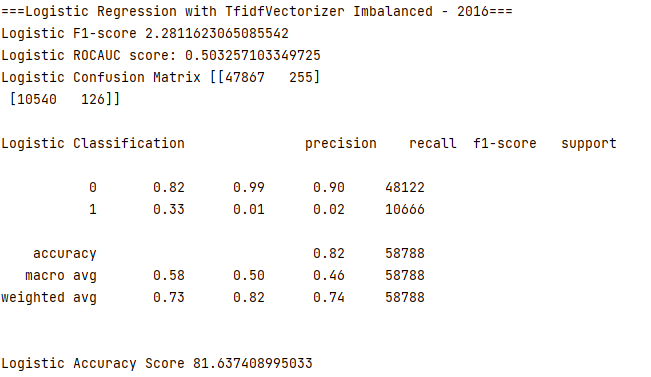 ===Logistic Regression with TfidfVectorizer Imbalanced - 2016===
Logistic F1-score 2.2811623065085542
Logistic ROCAUC score: 0.503257103349725
Logistic Confusion Matrix [[47867   255]
 [10540   126]]
Logistic Classification               precision    recall  f1-score   support
           0       0.82      0.99      0.90     48122
           1       0.33      0.01      0.02     10666
    accuracy                           0.82     58788
   macro avg       0.58      0.50      0.46     58788
weighted avg       0.73      0.82      0.74     58788
Logistic Accuracy Score 81.637408995033